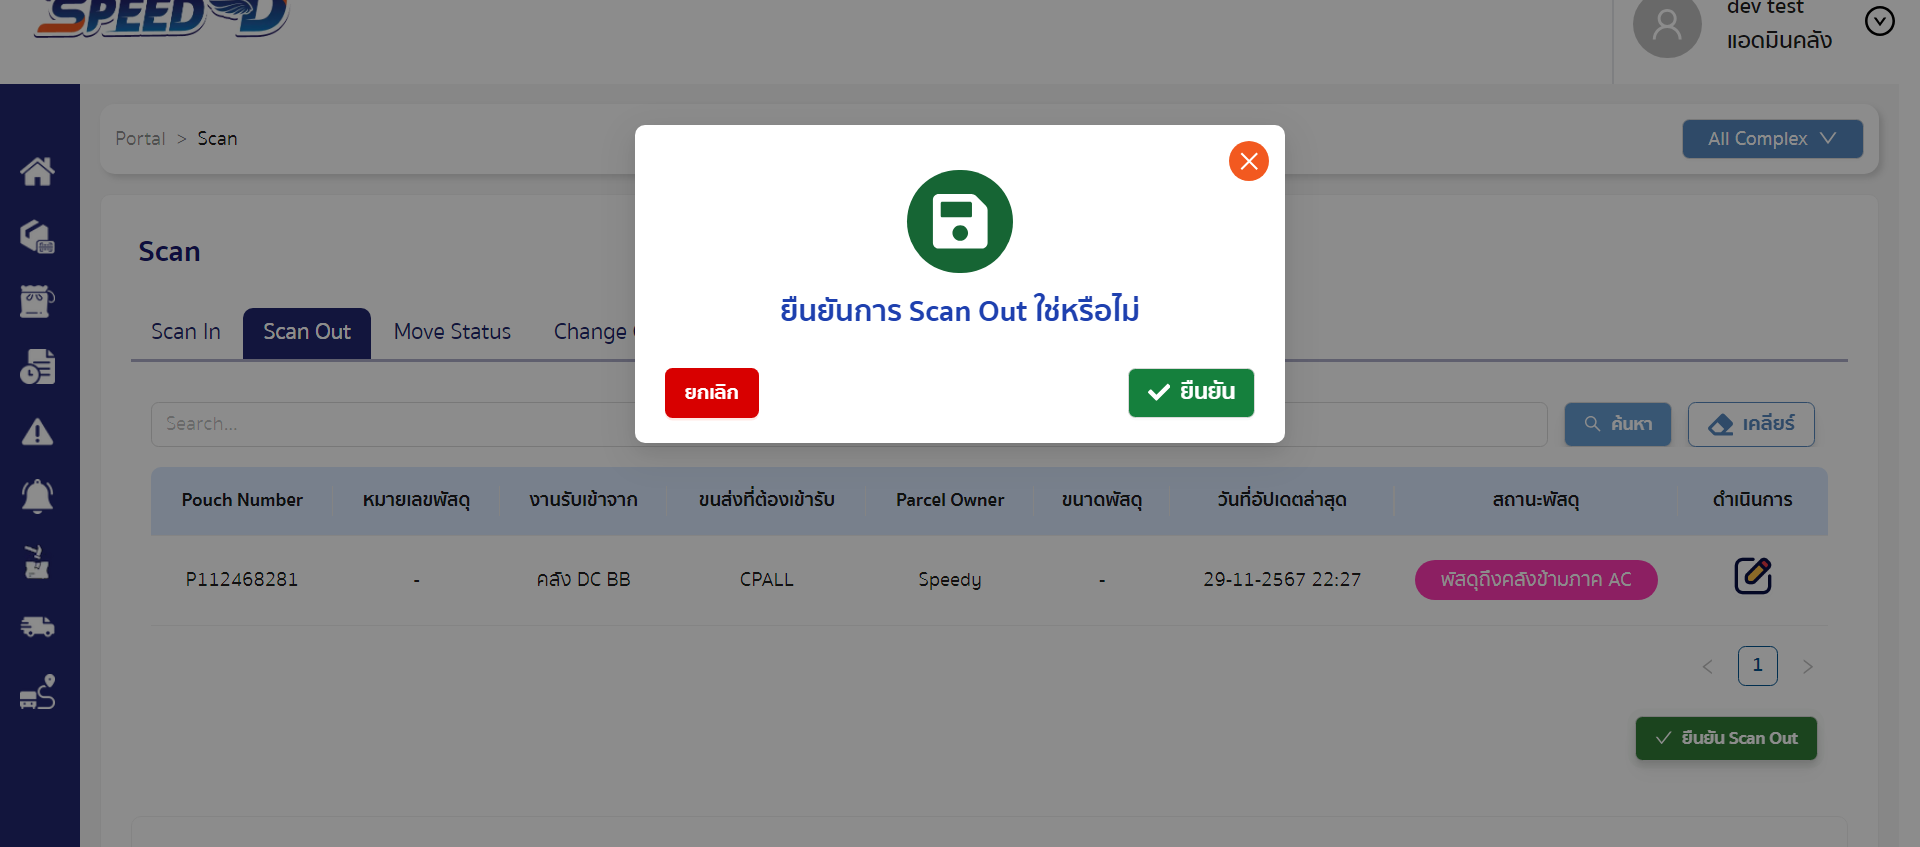 SPEED D
dev test
แอดมินคลัง
Portal > Scan
All Complex
Scan
Scan In
Scan Out
Move Status
Change
ยืนยันการ Scan Out ใช่หรือไม่
ยกเลิก
ยืนยัน
Search...
ค้นหา
เคลียร์
Pouch Number หมายเลขพัสดุ งานรับเข้าจาก ขนส่งที่ต้องเข้ารับ Parcel Owner ขนาดพัสดุ วันที่อัปเดตล่าสุด สถานะพัสดุ ดำเนินการ
P112468281 - คลัง DC BB CPALL Speedy - 29-11-2567 22:27 พัสดุถึงคลังข้ามภาค AC
< 1 >
ยืนยัน Scan Out